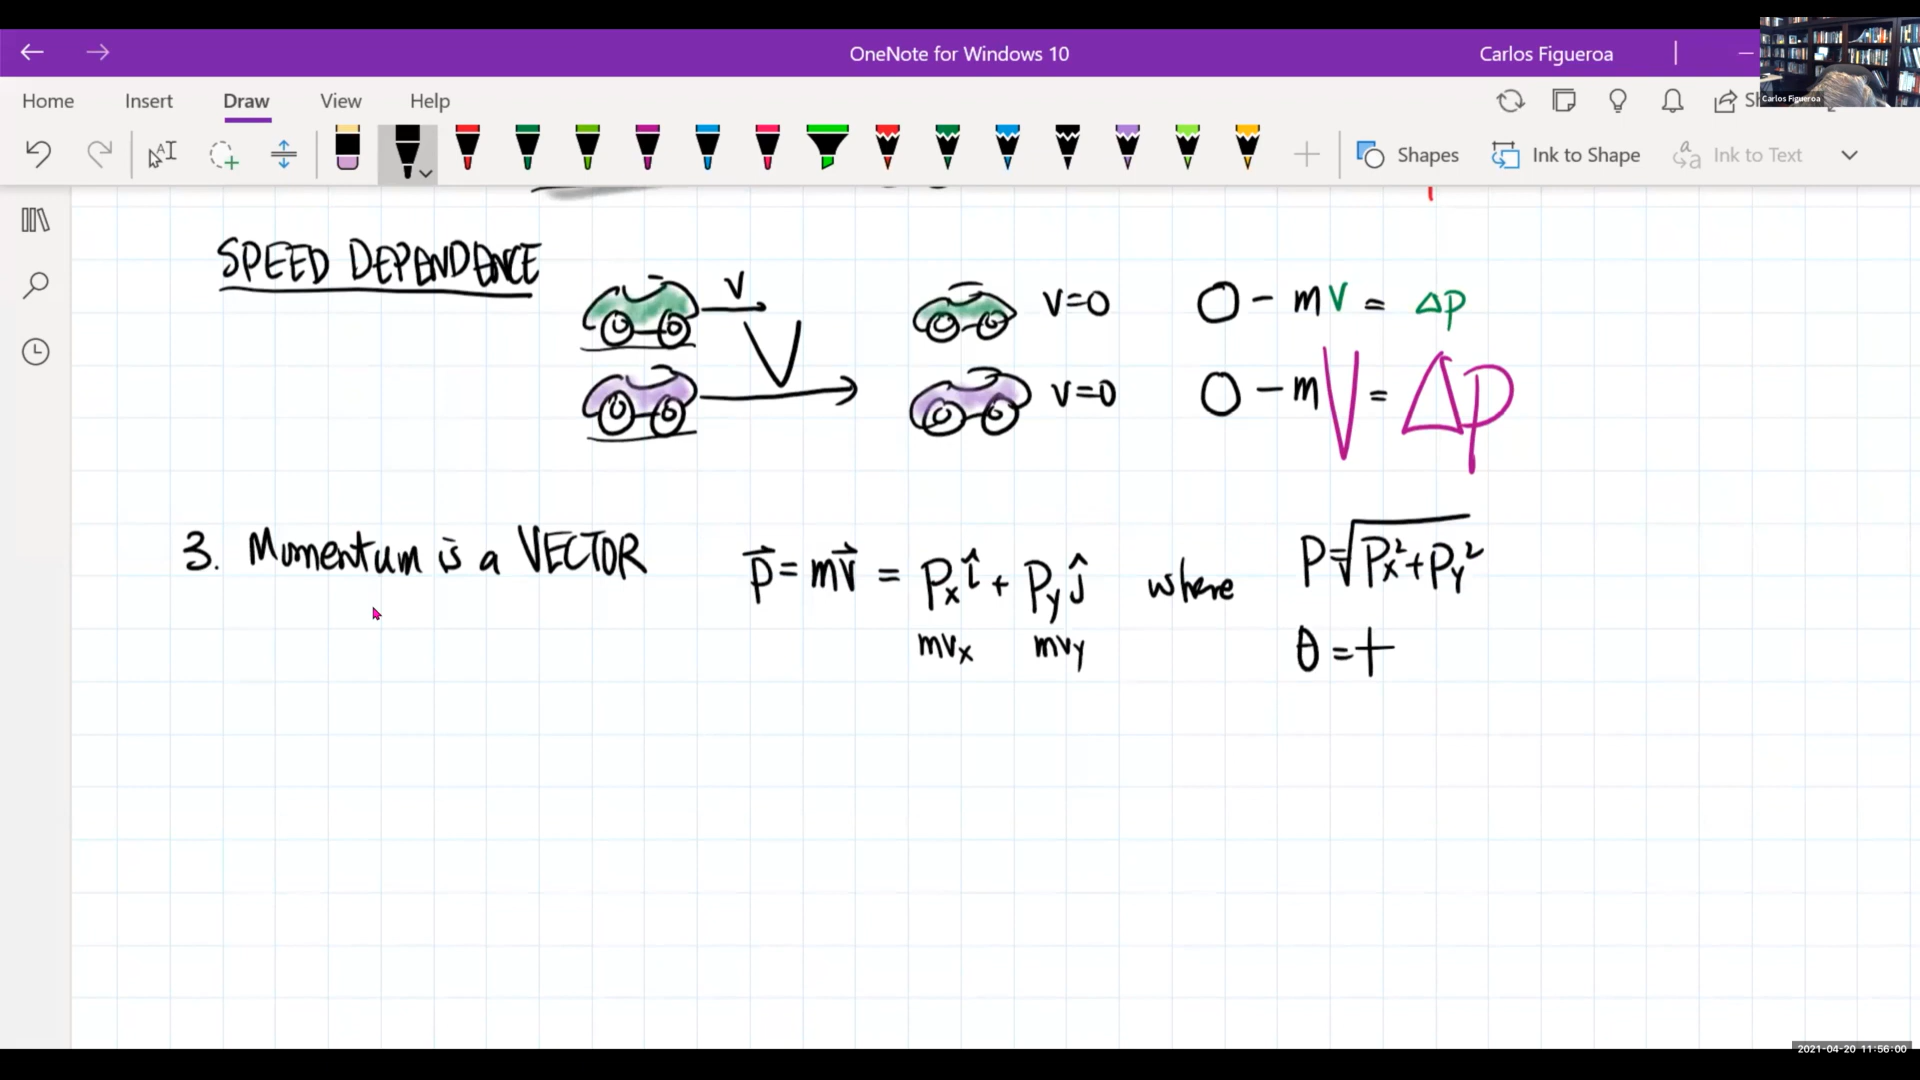 OneNote for Windows 10
Carlos Figueroa
Home Insert Draw View Help
Carlos Figueroa
Shapes Ink to Shape Ink to Text
SPEED DEPENDENCE
v
v=0
0 - mv = Δp
V
v=0
0 - mV = Δp
3. Momentum is a VECTOR
p⃗ = mv⃗ = Pxî + Pyĵ where
P=√Px²+Py²
mvx mvy
θ = +
2021-04-20 11:56:00